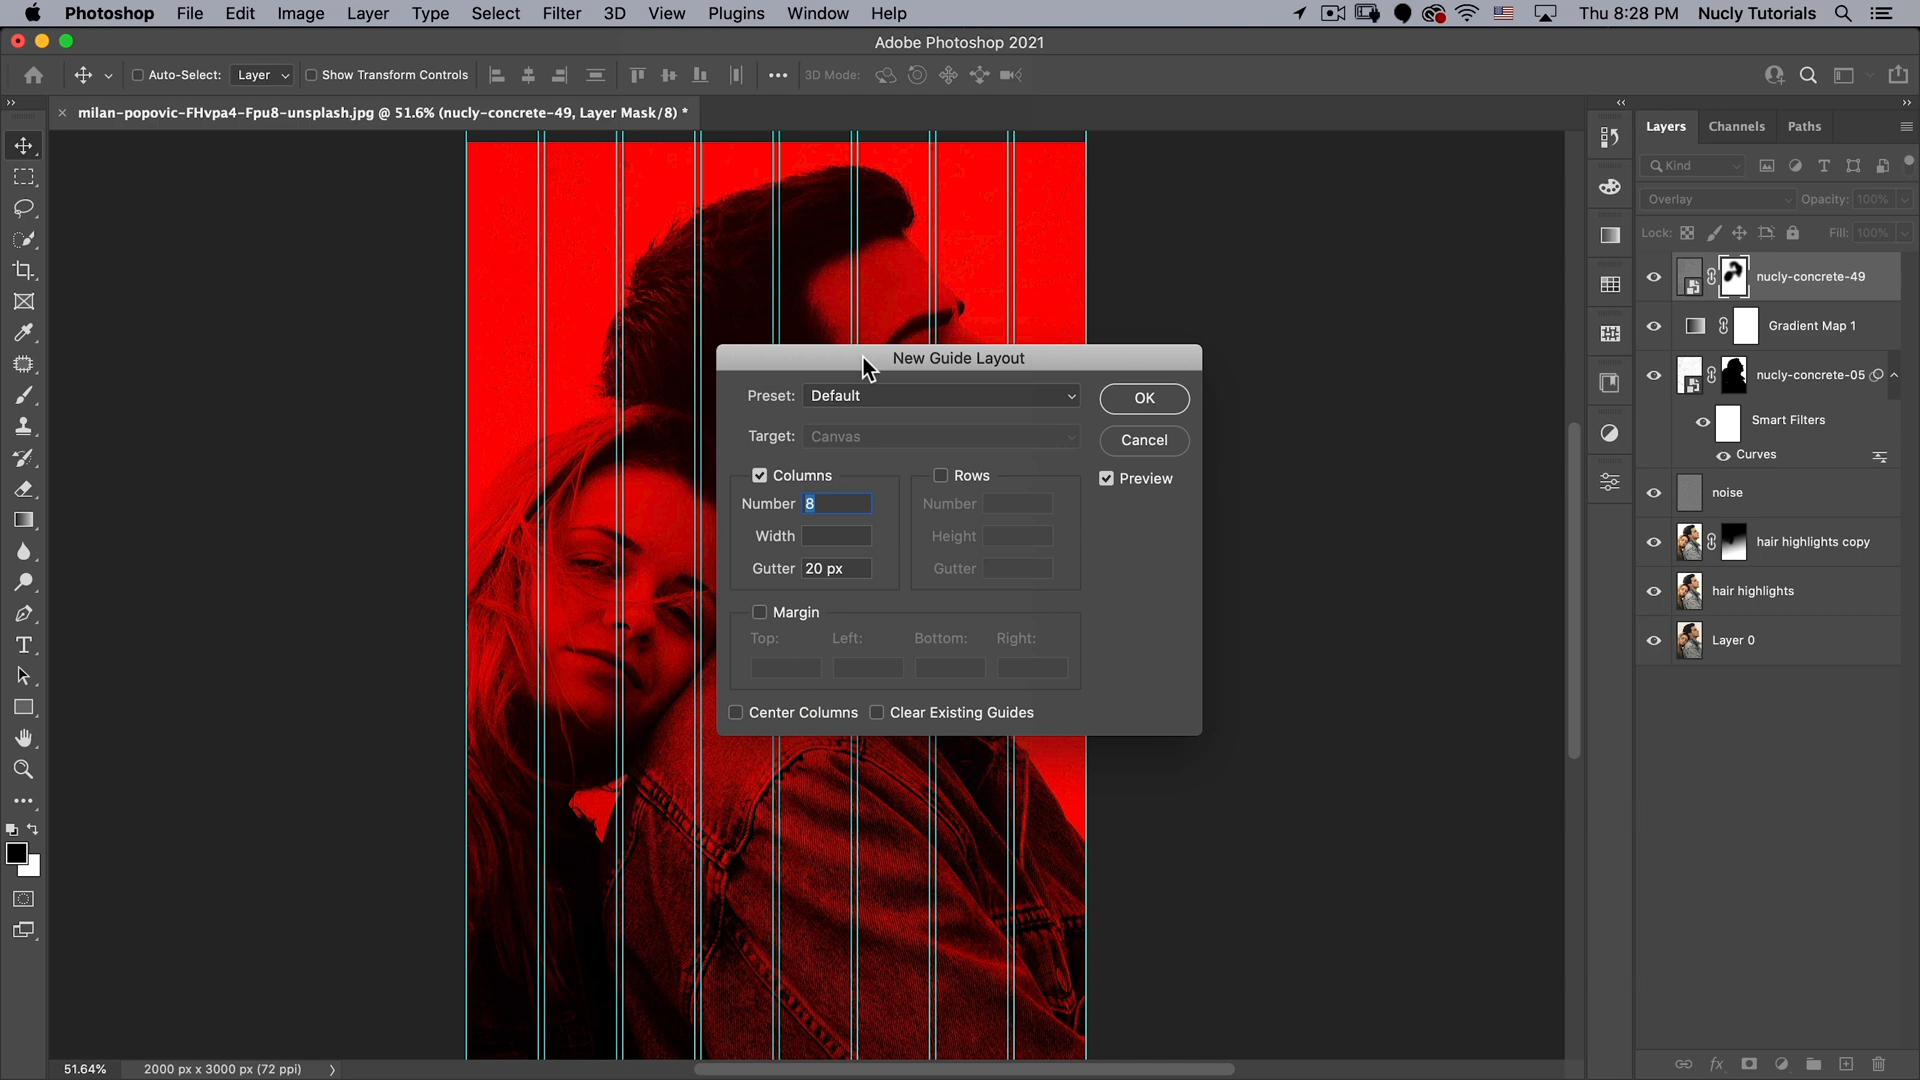 Photoshop File Edit Image Layer Type Select Filter 3D View Plugins Window Help Thu 8:28 PM Nucly Tutorials
Adobe Photoshop 2021
Auto-Select: Layer Show Transform Controls 3D Mode:
milan-popovic-FHvpa4-Fpu8-unsplash.jpg @ 51.6% (nucly-concrete-49, Layer Mask/8) *
Layers Channels Paths
Kind
Overlay Opacity: 100%
Lock: Fill: 100%
nucly-concrete-49
Gradient Map 1
nucly-concrete-05
Smart Filters
Curves
noise
hair highlights copy
hair highlights
Layer 0
New Guide Layout
Preset: Default OK
Target: Canvas Cancel
Columns Rows Preview
Number 8 Number
Width Height
Gutter 20 px Gutter
Margin
Top: Left: Bottom: Right:
Center Columns Clear Existing Guides
51.64% 2000 px x 3000 px (72 ppi)